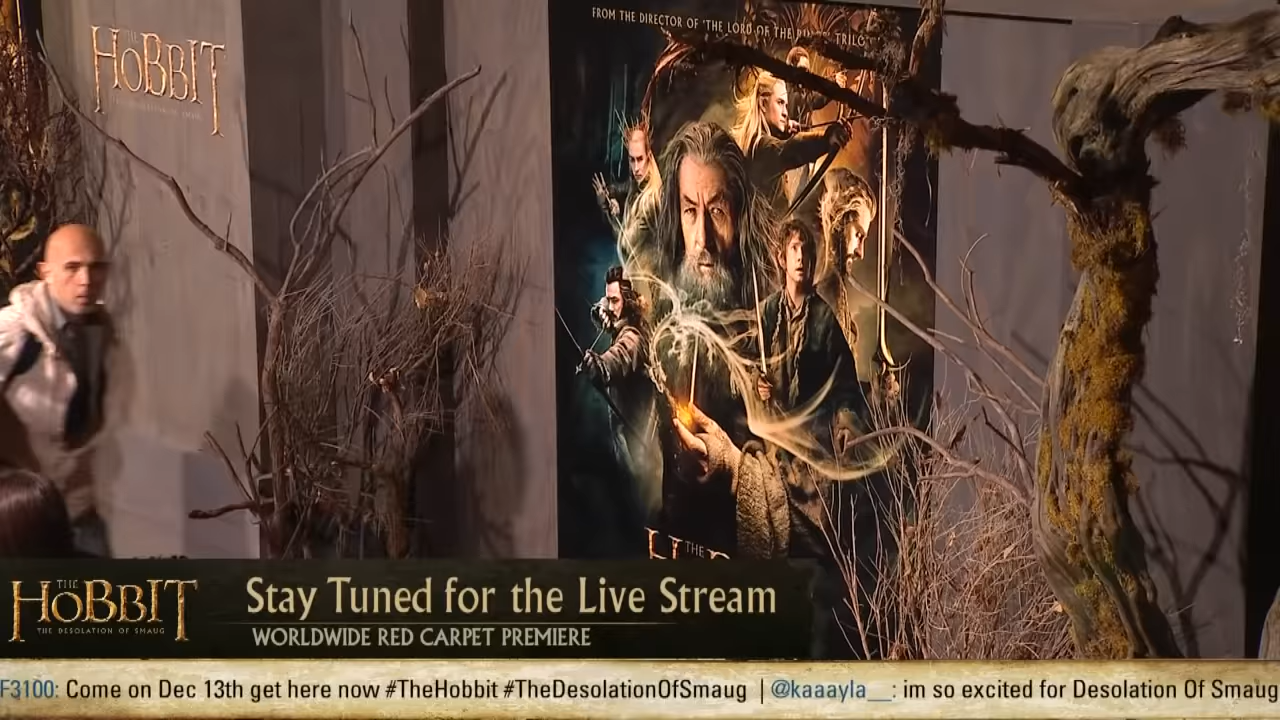 THE
HOBBIT
FROM THE DIRECTOR OF 'THE LORD OF THE RINGS' TRILOGY
THE
THE
HOBBIT
THE DESOLATION OF SMAUG
Stay Tuned for the Live Stream
WORLDWIDE RED CARPET PREMIERE
F3100: Come on Dec 13th get here now #TheHobbit #TheDesolationOfSmaug | @kaaayla__: im so excited for Desolation Of Smaug